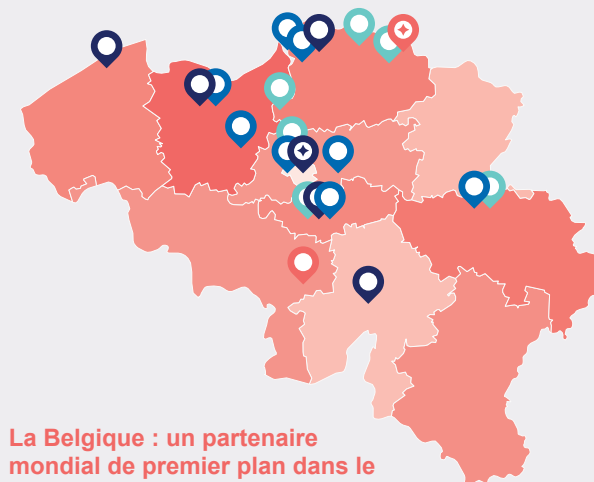 La Belgique : un partenaire
mondial de premier plan dans le